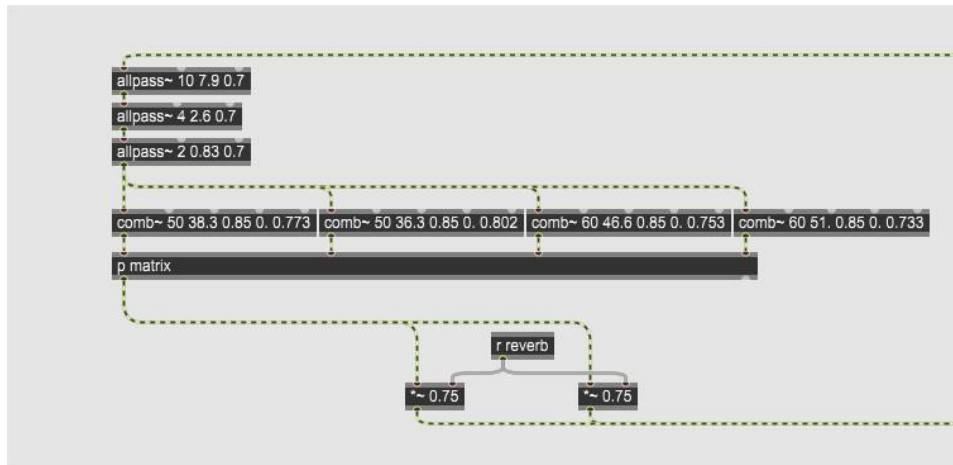 allpass~ 10 7.9 0.7
allpass~ 4 2.6 0.7
allpass~ 2 0.83 0.7
comb~ 50 38.3 0.85 0. 0.773
comb~ 50 36.3 0.85 0. 0.802
comb~ 60 46.6 0.85 0. 0.753
comb~ 60 51. 0.85 0. 0.733
p matrix
r reverb
*~ 0.75
*~ 0.75